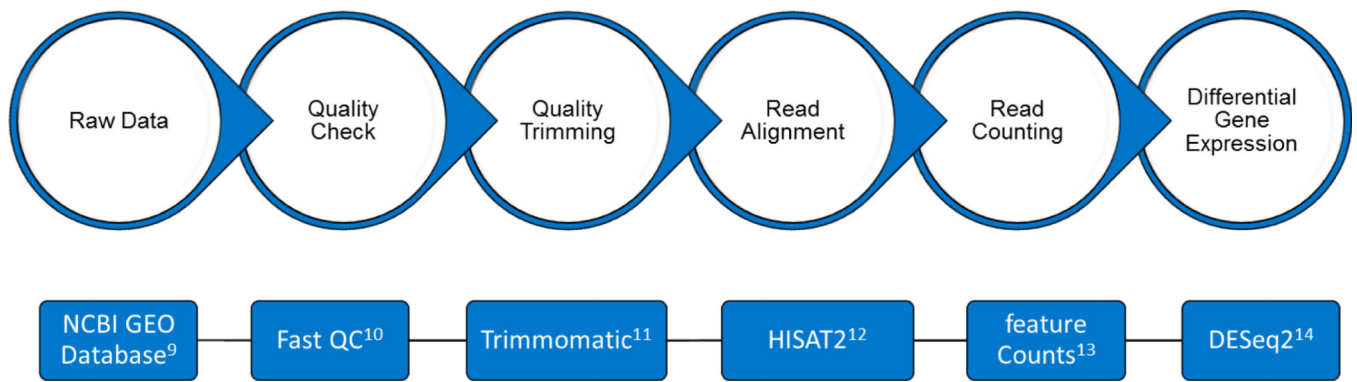 Raw Data
Quality
Check
Quality
Trimming
Read
Alignment
Read
Counting
Differential
Gene
Expression
NCBI GEO
Database⁹
Fast QC¹⁰
Trimmomatic¹¹
HISAT2¹²
feature
Counts¹³
DESeq2¹⁴